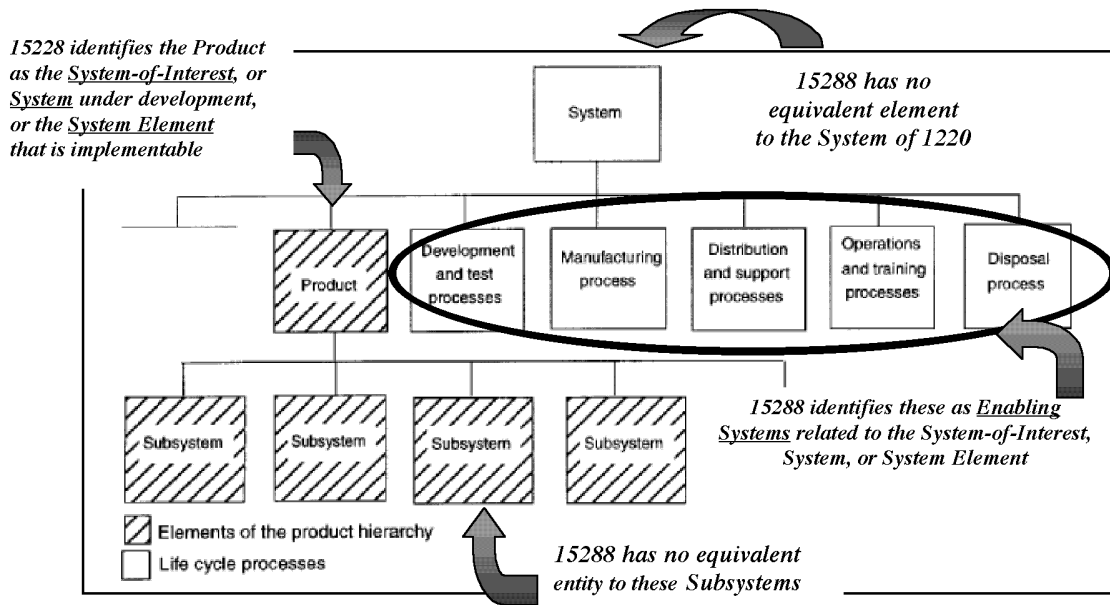 15228 identifies the Product
as the System-of-Interest, or
System under development,
or the System Element
that is implementable
System
15288 has no
equivalent element
to the System of 1220
Product
Development
and test
processes
Manufacturing
process
Distribution
and support
processes
Operations
and training
processes
Disposal
process
Subsystem
Subsystem
Subsystem
Subsystem
15288 identifies these as Enabling
Systems related to the System-of-Interest,
System, or System Element
Elements of the product hierarchy
Life cycle processes
15288 has no equivalent
entity to these Subsystems